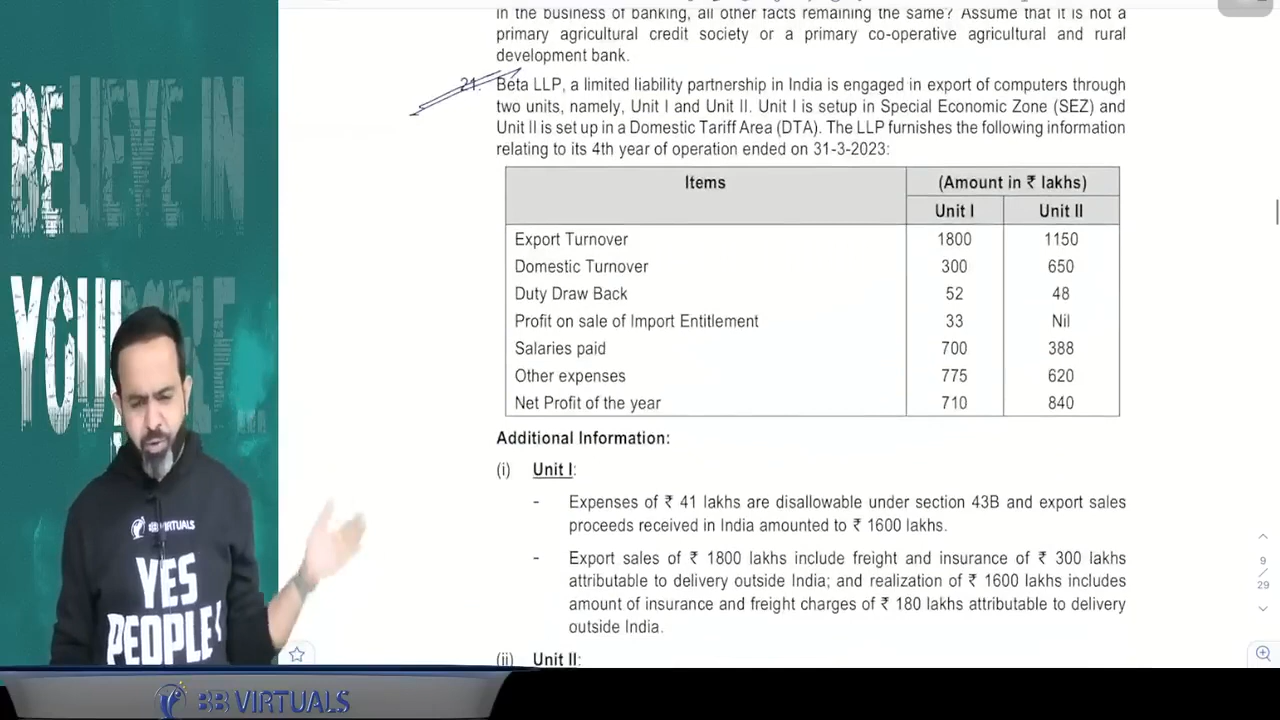 in the business of banking, all other facts remaining the same? Assume that it is not a
primary agricultural credit society or a primary co-operative agricultural and rural
development bank.
21. Beta LLP, a limited liability partnership in India is engaged in export of computers through
two units, namely, Unit I and Unit II. Unit I is setup in Special Economic Zone (SEZ) and
Unit II is set up in a Domestic Tariff Area (DTA). The LLP furnishes the following information
relating to its 4th year of operation ended on 31-3-2023:
Items (Amount in ₹ lakhs)
Unit I Unit II
Export Turnover 1800 1150
Domestic Turnover 300 650
Duty Draw Back 52 48
Profit on sale of Import Entitlement 33 Nil
Salaries paid 700 388
Other expenses 775 620
Net Profit of the year 710 840
Additional Information:
(i) Unit I:
- Expenses of ₹ 41 lakhs are disallowable under section 43B and export sales
proceeds received in India amounted to ₹ 1600 lakhs.
- Export sales of ₹ 1800 lakhs include freight and insurance of ₹ 300 lakhs
attributable to delivery outside India; and realization of ₹ 1600 lakhs includes
amount of insurance and freight charges of ₹ 180 lakhs attributable to delivery
outside India.
(ii) Unit II:
9
/
29
BELIEVE IN
YOURSELF...
BB VIRTUALS
YES
PEOPLE!
BB VIRTUALS